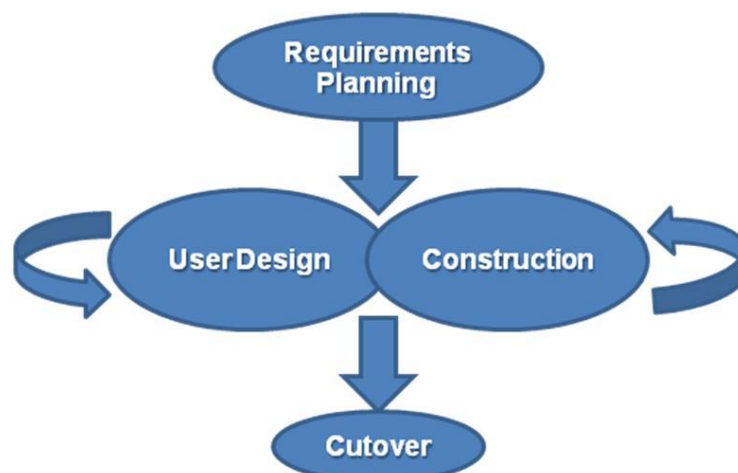 Requirements
Planning
User Design
Construction
Cutover